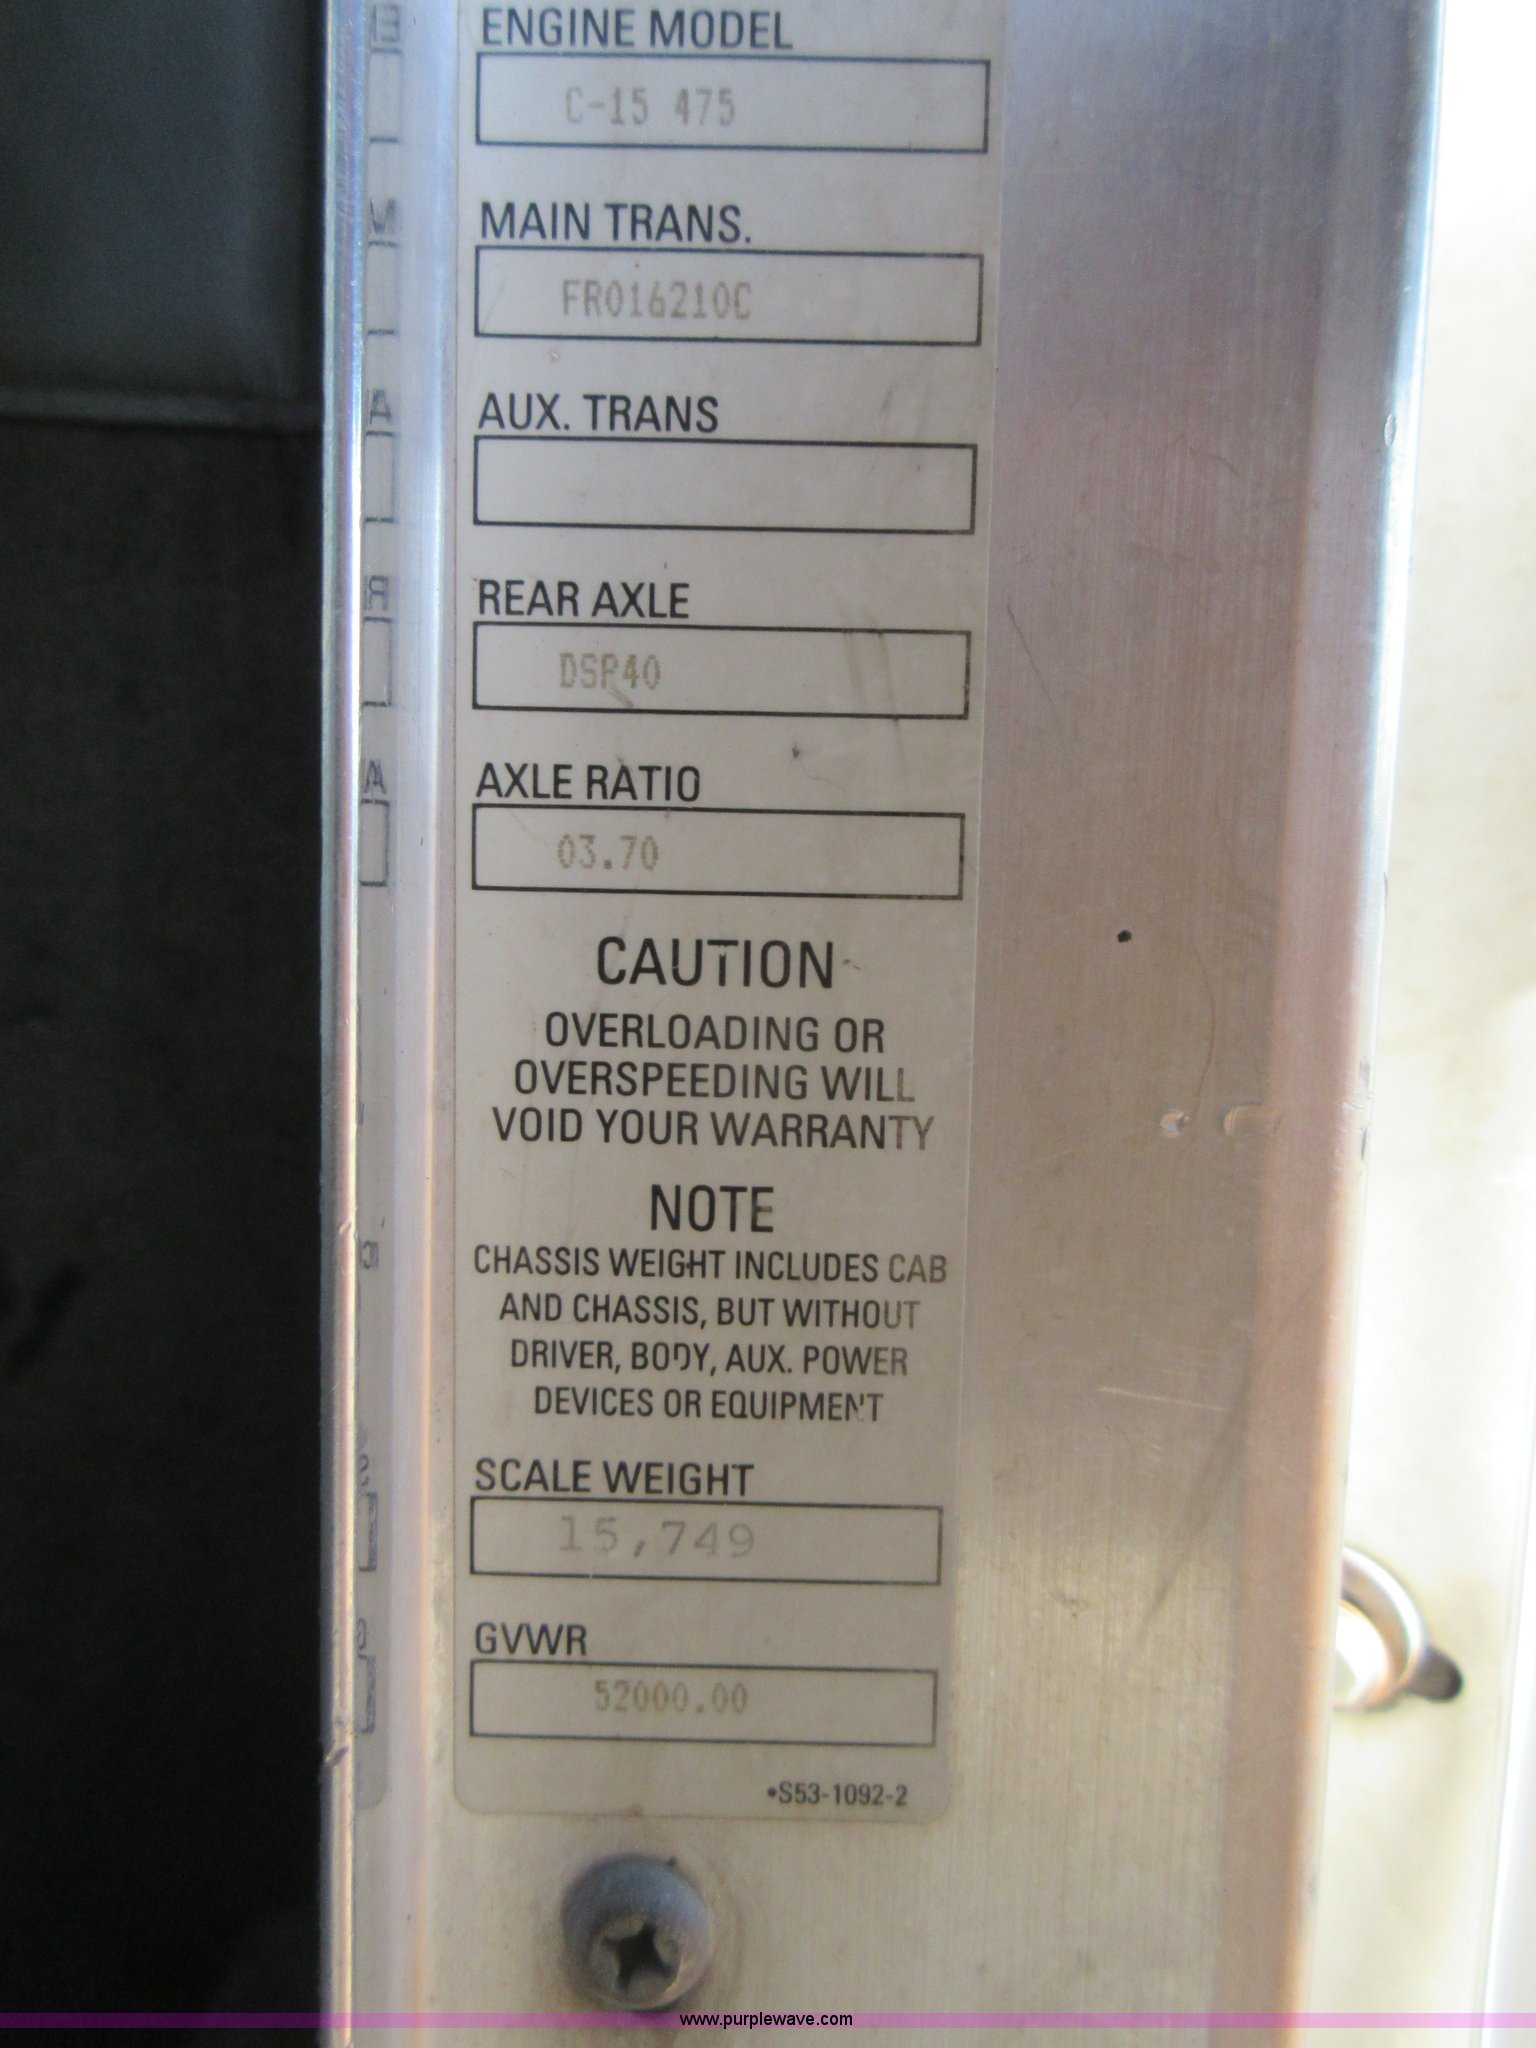 ENGINE MODEL
C-15 475
MAIN TRANS.
FRO16210C
AUX. TRANS
REAR AXLE
DSP40
AXLE RATIO
03.70
CAUTION
OVERLOADING OR
OVERSPEEDING WILL
VOID YOUR WARRANTY
NOTE
CHASSIS WEIGHT INCLUDES CAB
AND CHASSIS, BUT WITHOUT
DRIVER, BODY, AUX. POWER
DEVICES OR EQUIPMENT
SCALE WEIGHT
15,749
GVWR
52000.00
•S53-1092-2
www.purplewave.com